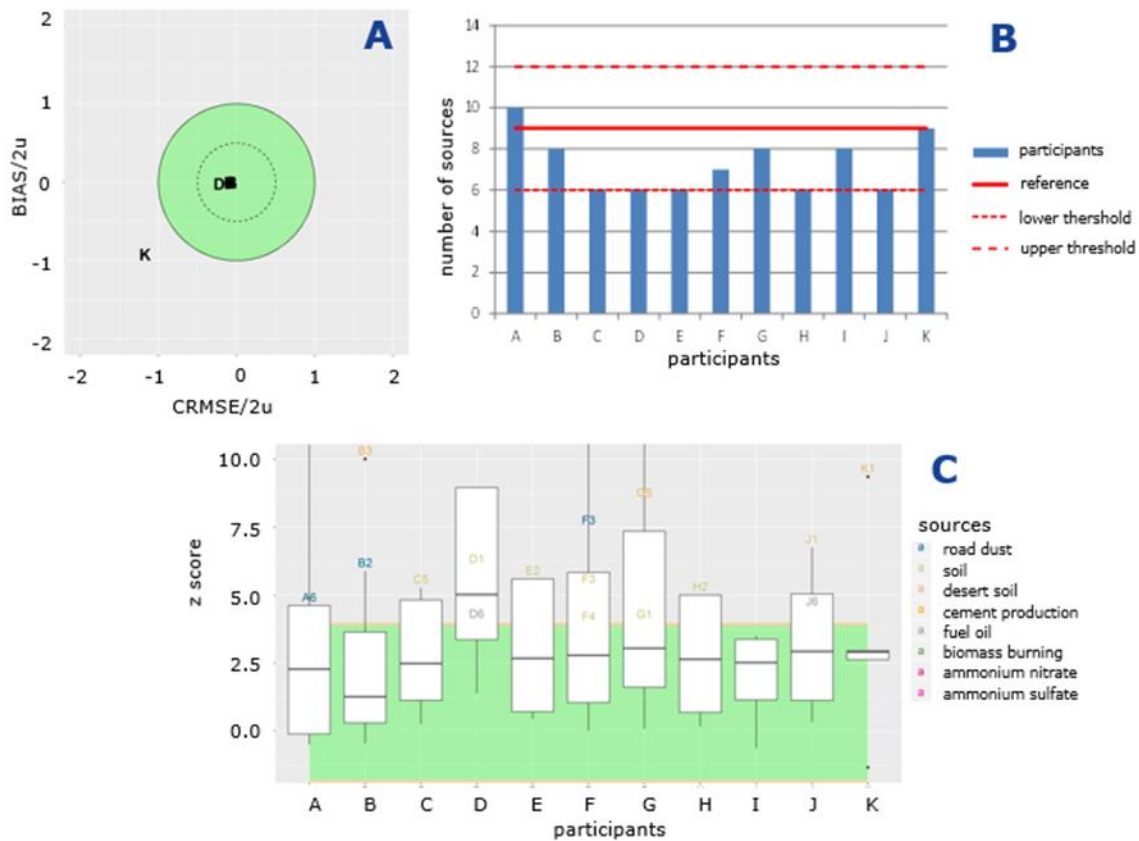 A
2
1
0
-1
-2
BIAS/2u
D
K
-2
-1
0
1
2
CRMSE/2u
B
14
12
10
8
6
4
2
0
number of sources
A B C D E F G H I J K
participants
participants
reference
lower thershold
upper threshold
C
10.0
7.5
5.0
2.5
0.0
z score
B3
K1
F3
J1
B2
D1
A6
C5
E2
F3
H2
J6
D6
F4
G1
A B C D E F G H I J K
participants
sources
a road dust
a soil
a desert soil
a cement production
a fuel oil
a biomass burning
a ammonium nitrate
a ammonium sulfate